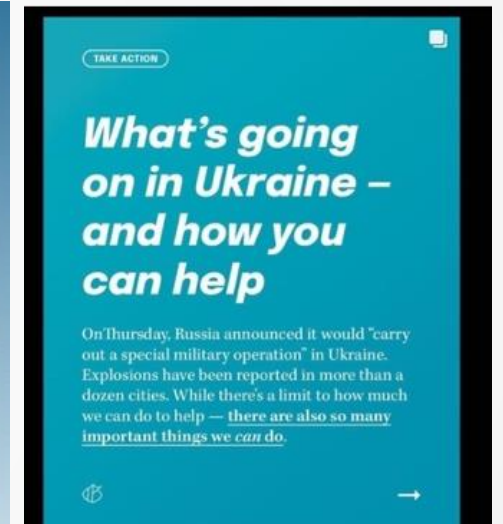 TAKE ACTION
What's going
on in Ukraine –
and how you
can help
On Thursday, Russia announced it would "carry
out a special military operation" in Ukraine.
Explosions have been reported in more than a
dozen cities. While there's a limit to how much
we can do to help — there are also so many
important things we can do.